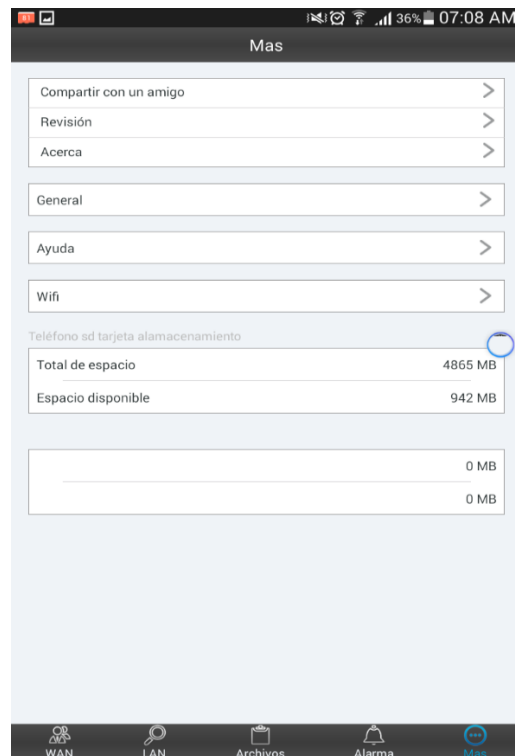 36% 07:08 AM
Mas
Compartir con un amigo
Revisión
Acerca
General
Ayuda
Wifi
Teléfono sd tarjeta alamacenamiento
Total de espacio 4865 MB
Espacio disponible 942 MB
0 MB
0 MB
WAN LAN Archivos Alarma Mas